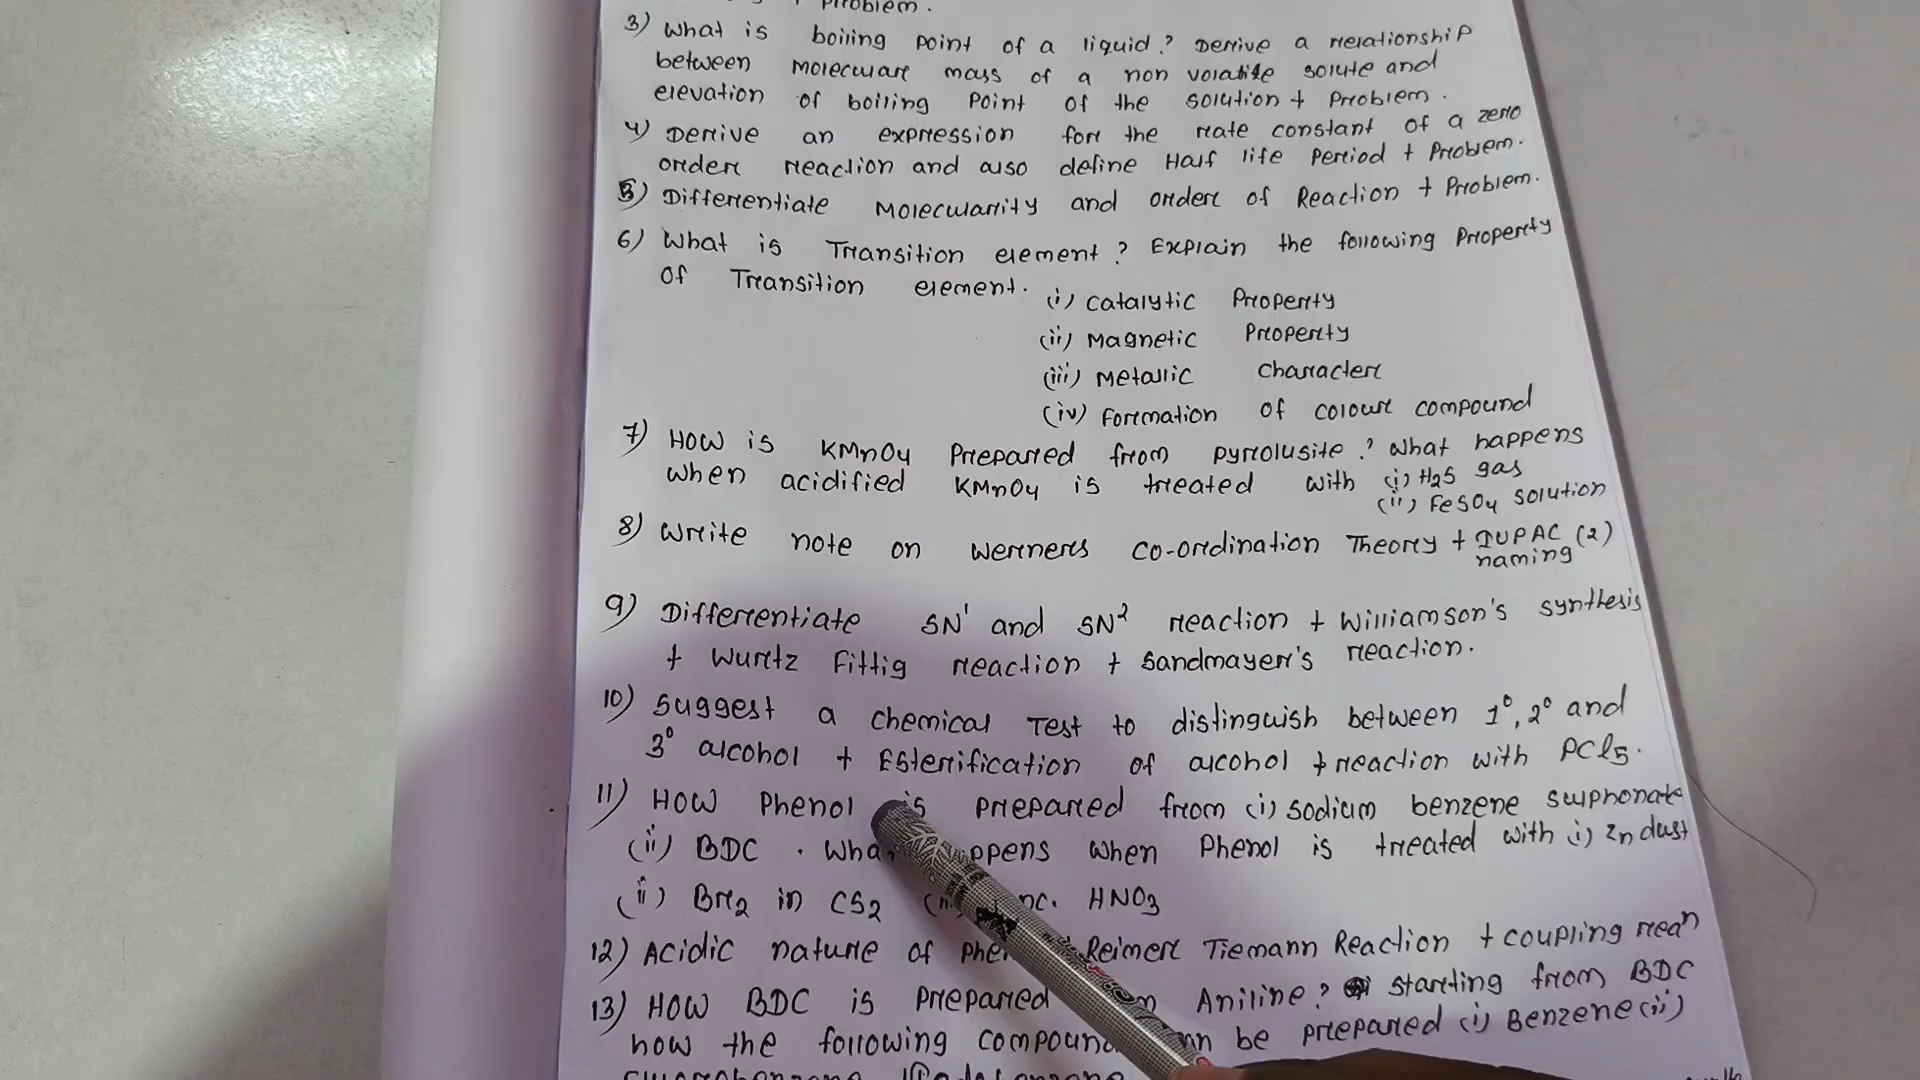 Problem.
3) What is boiling point of a liquid? Derive a relationship
between molecular mass of a non volatile solute and
elevation of boiling point of the solution + Problem.
4) Derive an expression for the rate constant of a zero
order reaction and also define Half life period + Problem.
5) Differentiate Molecularity and order of Reaction + Problem.
6) What is Transition element? Explain the following Property
of Transition element.
(i) catalytic Property
(ii) Magnetic Property
(iii) Metallic character
(iv) Formation of colour compound
7) How is KMnO4 Prepared from pyrolusite? What happens
when acidified KMnO4 is treated with (i) H2S gas
(ii) FeSO4 solution
8) Write note on werners co-ordination Theory + IUPAC (2)
naming
9) Differentiate SN1 and SN2 reaction + Williamson's synthesis
+ Wurtz Fittig reaction + Sandmayer's reaction.
10) Suggest a chemical Test to distinguish between 1°, 2° and
3° alcohol + Esterification of alcohol + reaction with PCl5.
11) How Phenol is prepared from (i) Sodium benzene sulphonate
(ii) BDC. when Phenol is treated with (i) Zn dust
(ii) Br2 in CS2 HNO3
12) Acidic nature of Reimer Tiemann Reaction + coupling rean
13) How BDC is Prepared Aniline? starting from BDC
how the following be prepared (i) Benzene (ii)